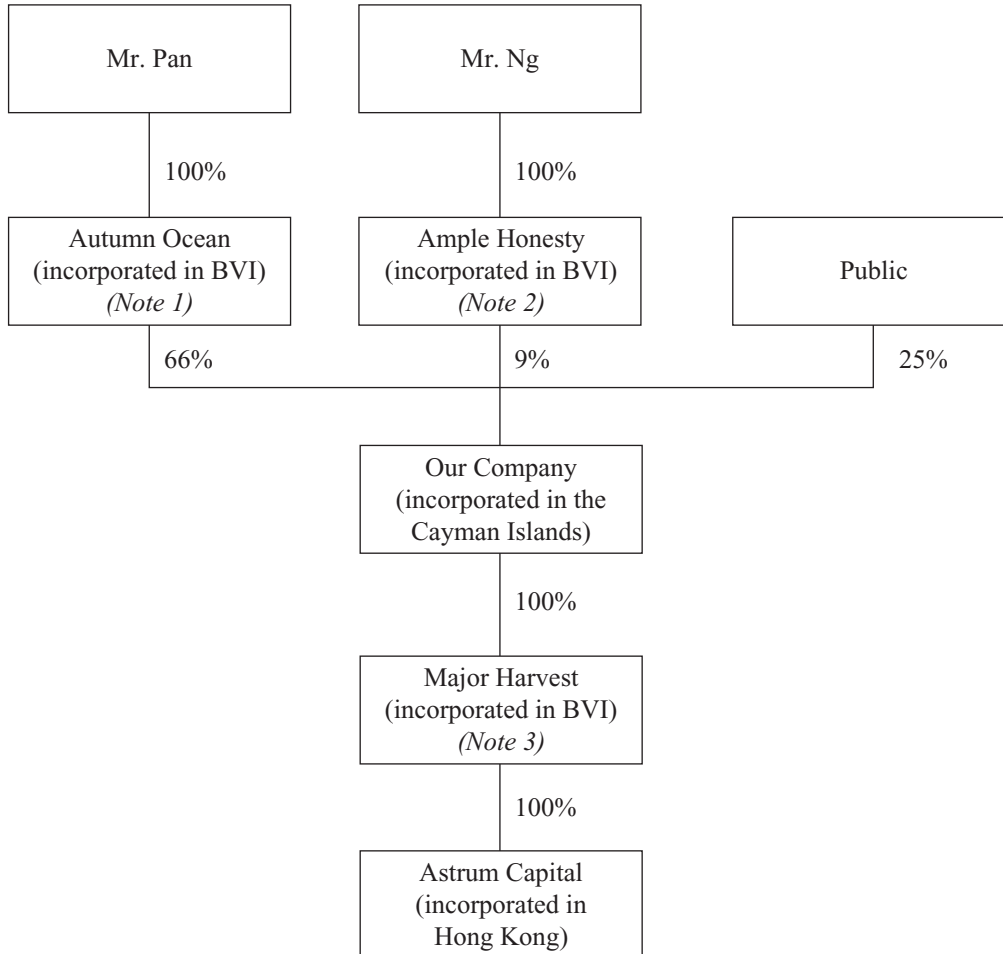 Mr. Pan
Mr. Ng
100%
100%
Autumn Ocean
(incorporated in BVI)
(Note 1)
Ample Honesty
(incorporated in BVI)
(Note 2)
Public
66%
9%
25%
Our Company
(incorporated in the
Cayman Islands)
100%
Major Harvest
(incorporated in BVI)
(Note 3)
100%
Astrum Capital
(incorporated in
Hong Kong)